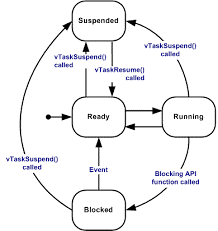 Suspended
vTaskSuspend()
called
vTaskSuspend()
called
vTaskResume()
called
Ready
Running
vTaskSuspend()
called
Event
Blocking API
function called
Blocked